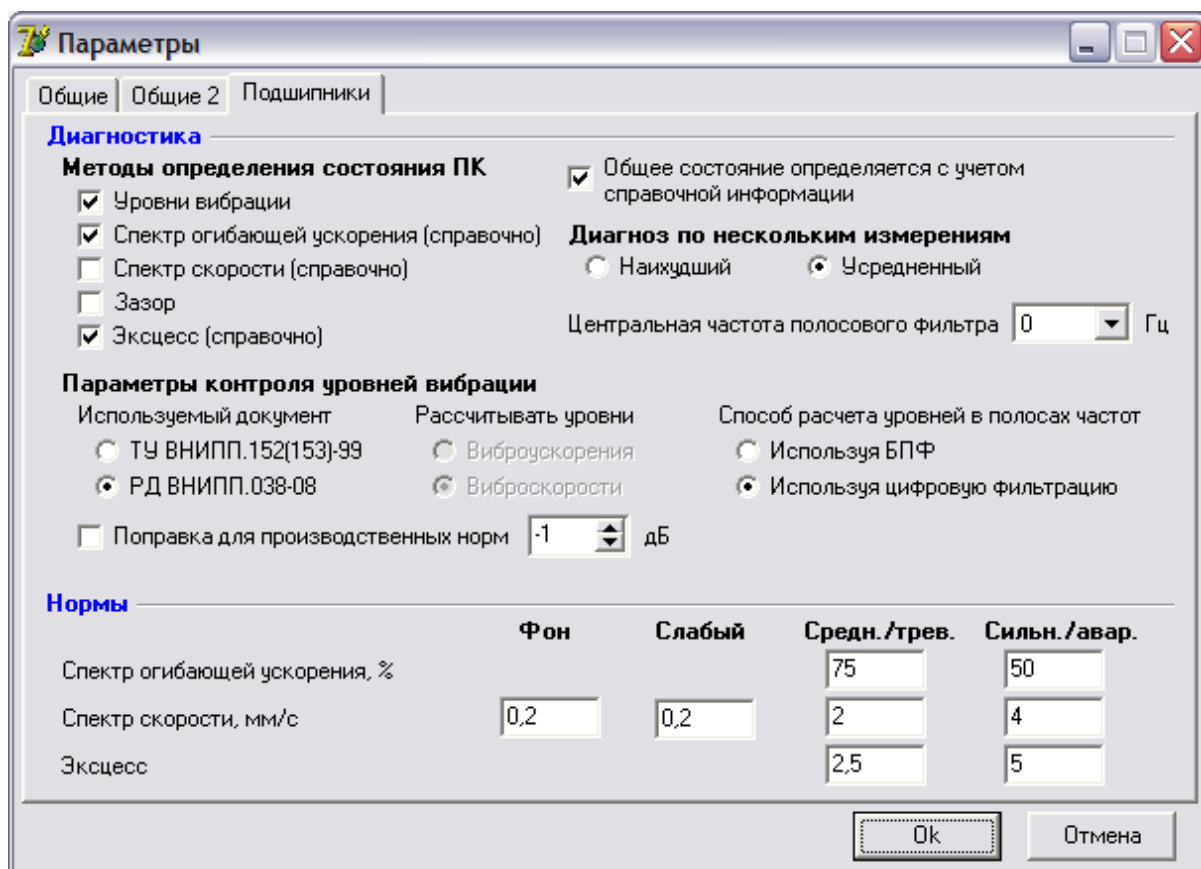 Параметры
Общие Общие 2 Подшипники
Диагностика
Методы определения состояния ПК
Уровни вибрации
Спектр огибающей ускорения (справочно)
Спектр скорости (справочно)
Зазор
Эксцесс (справочно)
Общее состояние определяется с учетом
справочной информации
Диагноз по нескольким измерениям
Наихудший Усредненный
Центральная частота полосового фильтра 0 Гц
Параметры контроля уровней вибрации
Используемый документ Рассчитывать уровни Способ расчета уровней в полосах частот
ТУ ВНИПП.152(153)-99 Виброускорения Используя БПФ
РД ВНИПП.038-08 Виброскорости Используя цифровую фильтрацию
Поправка для производственных норм -1 дБ
Нормы
Фон Слабый Средн./трев. Сильн./авар.
Спектр огибающей ускорения, % 75 50
Спектр скорости, мм/с 0,2 0,2 2 4
Эксцесс 2,5 5
Ok Отмена